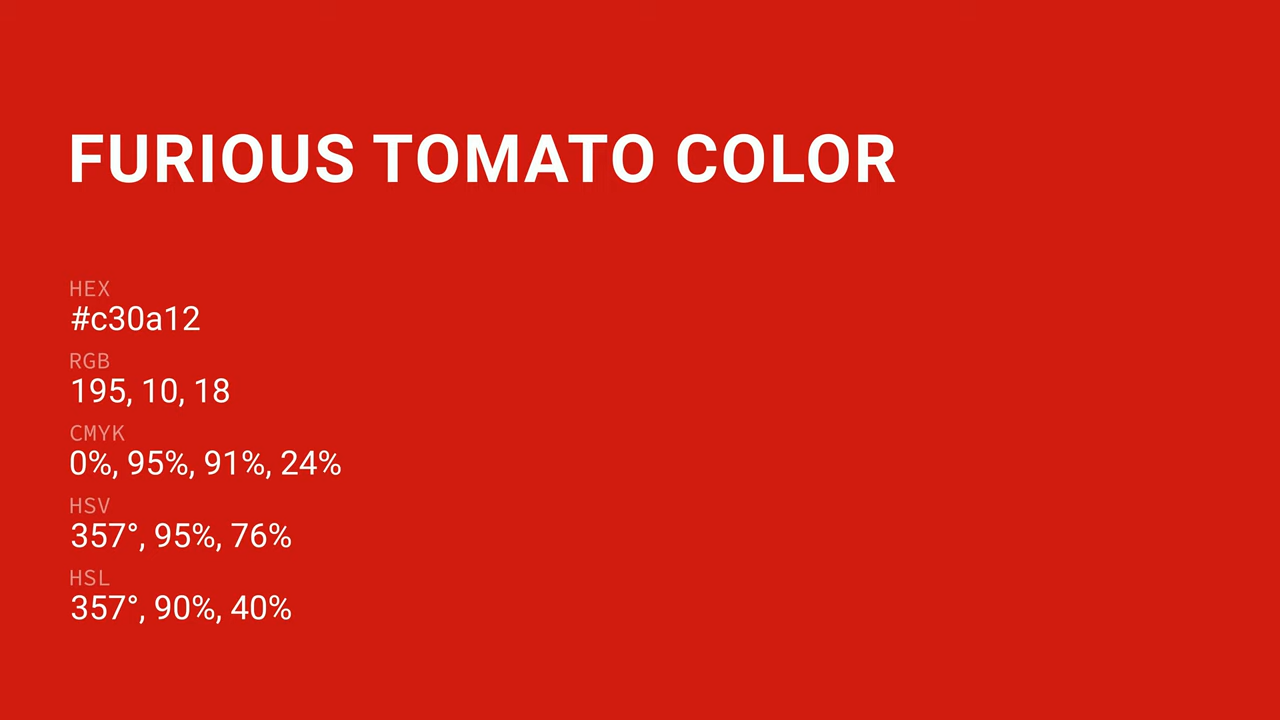 FURIOUS TOMATO COLOR
HEX
#c30a12
RGB
195, 10, 18
CMYK
0%, 95%, 91%, 24%
HSV
357°, 95%, 76%
HSL
357°, 90%, 40%